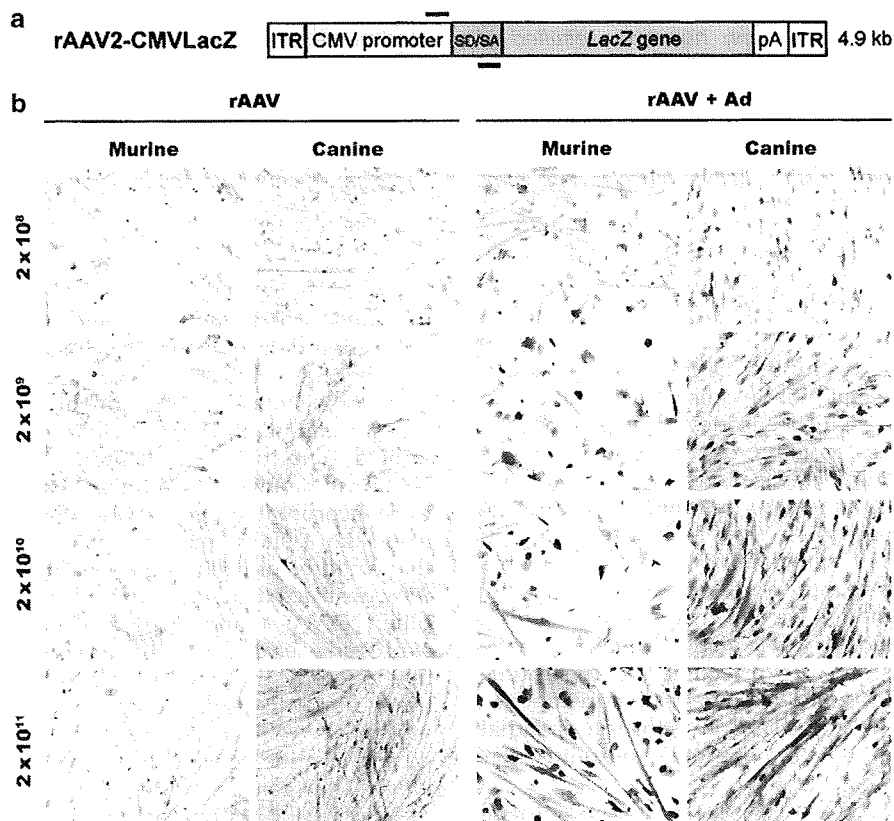 a
rAAV2-CMVLacZ ITR CMV promoter SD/SA LacZ gene pA ITR 4.9 kb
b
rAAV rAAV + Ad
Murine Canine Murine Canine
2 x 10⁸
2 x 10⁹
2 x 10¹⁰
2 x 10¹¹